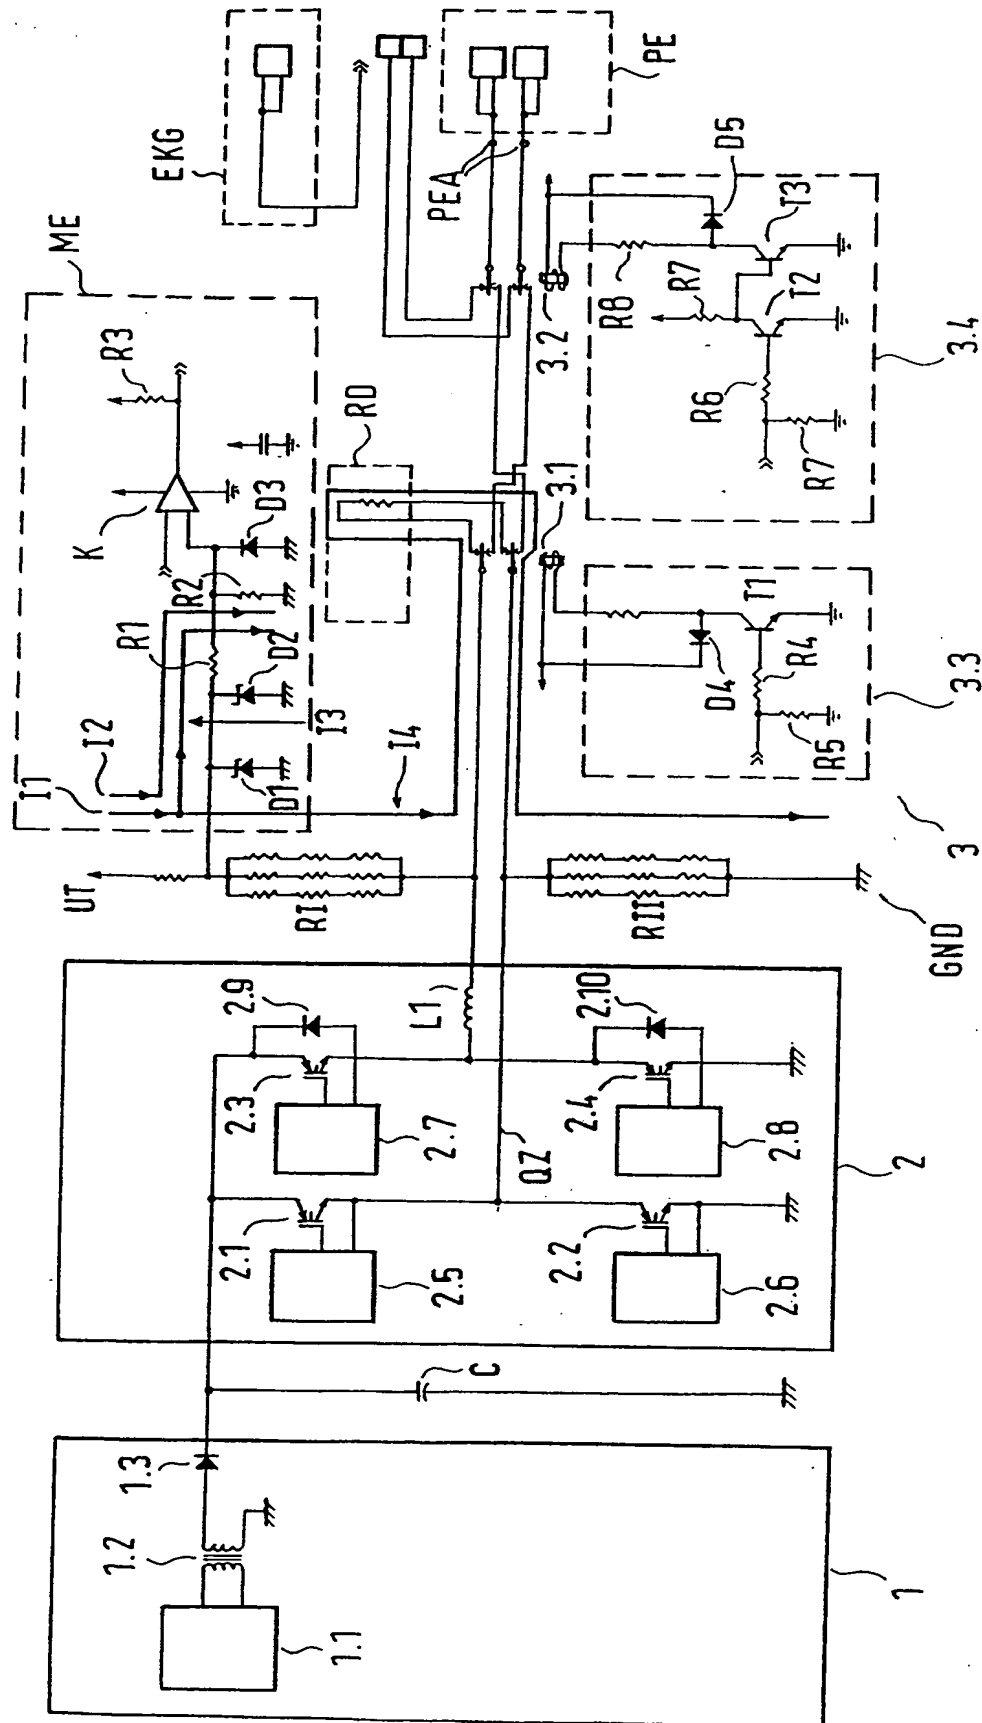 EKG
PE
PEA
ME
R3
K
D3
R2
R1
D2
I2
I1
I3
D1
I4
RD
D5
T3
R7
T2
R8
3.2
R6
R7
3.4
3.1
T1
R4
D4
R5
3.3
3
UT
RI
RII
GND
2.9
L1
2.10
2.3
2.4
2.7
QZ
2.8
2
2.1
2.2
2.5
2.6
C
1.3
1.2
1.1
1